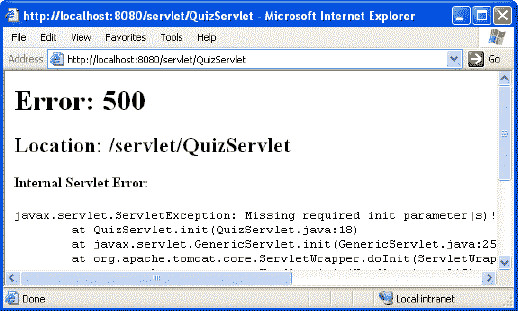 http://localhost:8080/servlet/QuizServlet - Microsoft Internet Explorer
File Edit View Favorites Tools Help
Address http://localhost:8080/servlet/QuizServlet Go
Error: 500
Location: /servlet/QuizServlet
Internal Servlet Error:
javax.servlet.ServletException: Missing required init parameter(s)!
at QuizServlet.init(QuizServlet.java:18)
at javax.servlet.GenericServlet.init(GenericServlet.java:25
at org.apache.tomcat.core.ServletWrapper.doInit(ServletWrap
Done Local intranet